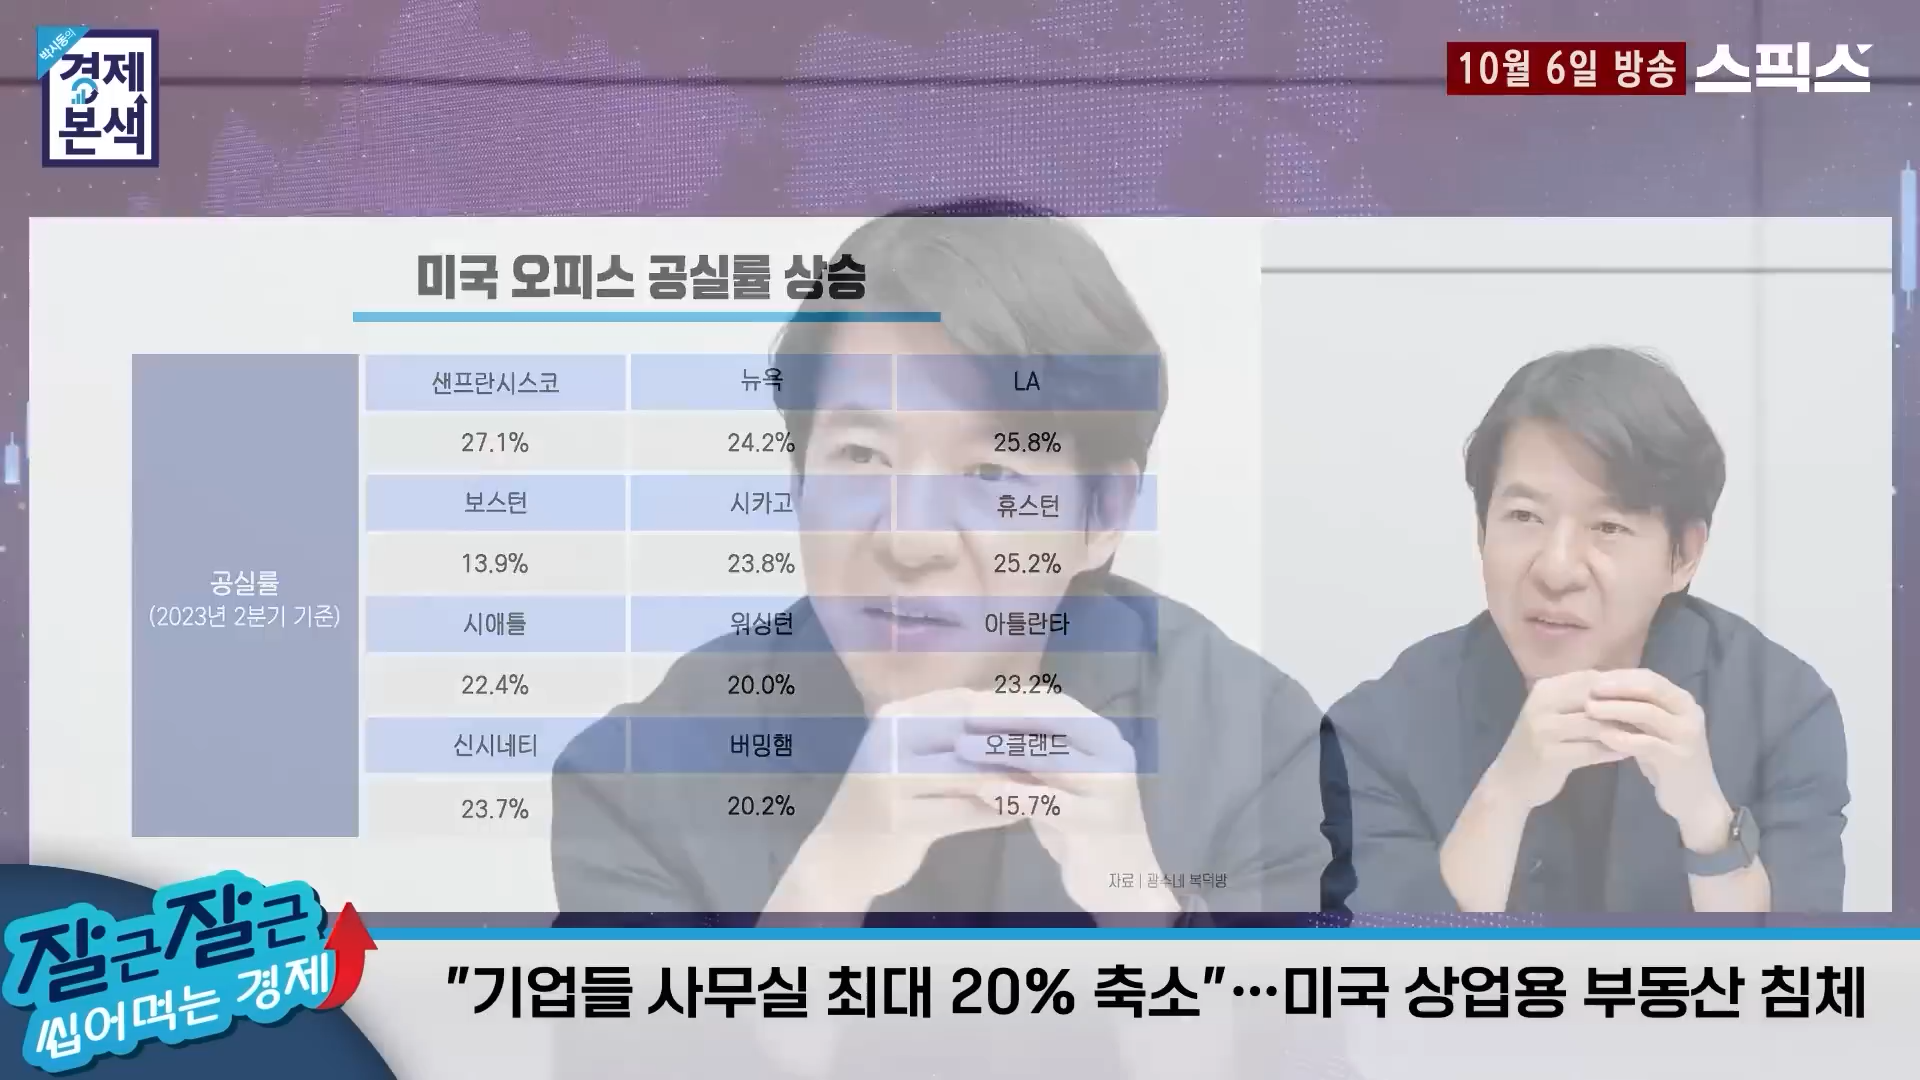 박시동의
경제
본색
10월 6일 방송
스픽스
미국 오피스 공실률 상승
공실률
(2023년 2분기 기준)
샌프란시스코 뉴욕 LA
27.1% 24.2% 25.8%
보스턴 시카고 휴스턴
13.9% 23.8% 25.2%
시애틀 워싱턴 아틀란타
22.4% 20.0% 23.2%
신시네티 버밍햄 오클랜드
23.7% 20.2% 15.7%
자료 | 광수네 복덕방
잘근잘근
씹어먹는 경제
"기업들 사무실 최대 20% 축소"…미국 상업용 부동산 침체